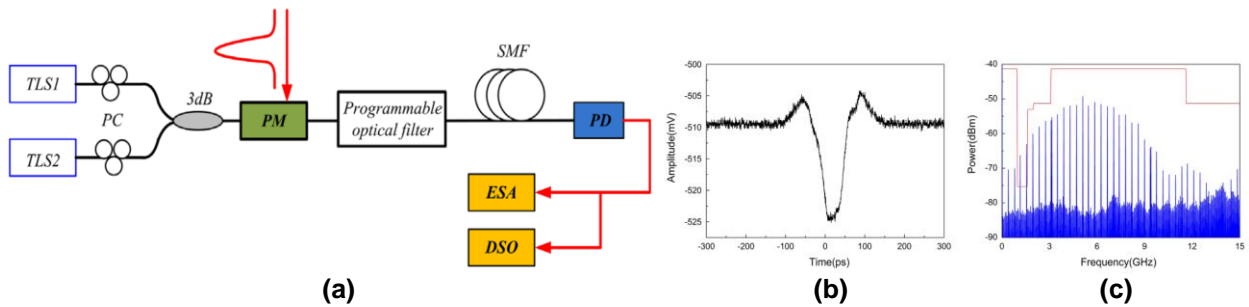 TLS1
PC
TLS2
3dB
PM
Programmable
optical filter
SMF
PD
ESA
DSO
(a)
-500
-505
-510
-515
-520
-525
Amplitude(mV)
-300 -200 -100 0 100 200 300
Time(ps)
(b)
-40
-50
-60
-70
-80
-90
Power(dBm)
0 3 6 9 12 15
Frequency(GHz)
(c)